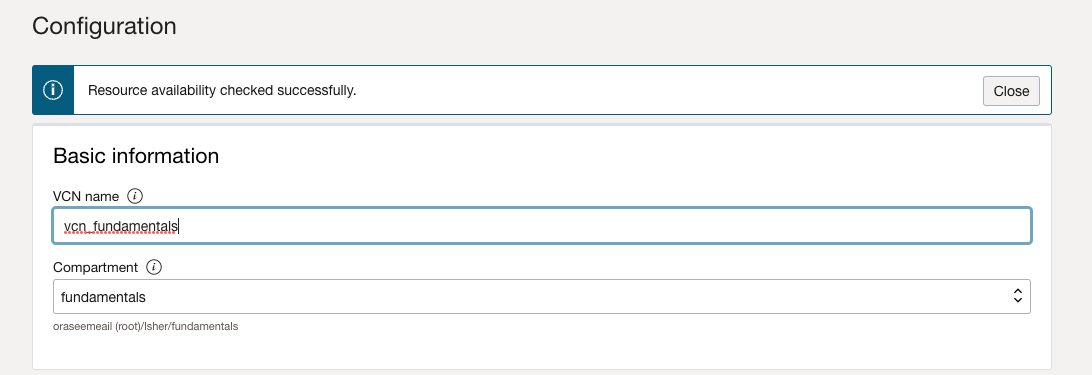 Configuration
Resource availability checked successfully.
Close
Basic information
VCN name
vcn_fundamentals
Compartment
fundamentals
oraseemeail (root)/lsher/fundamentals